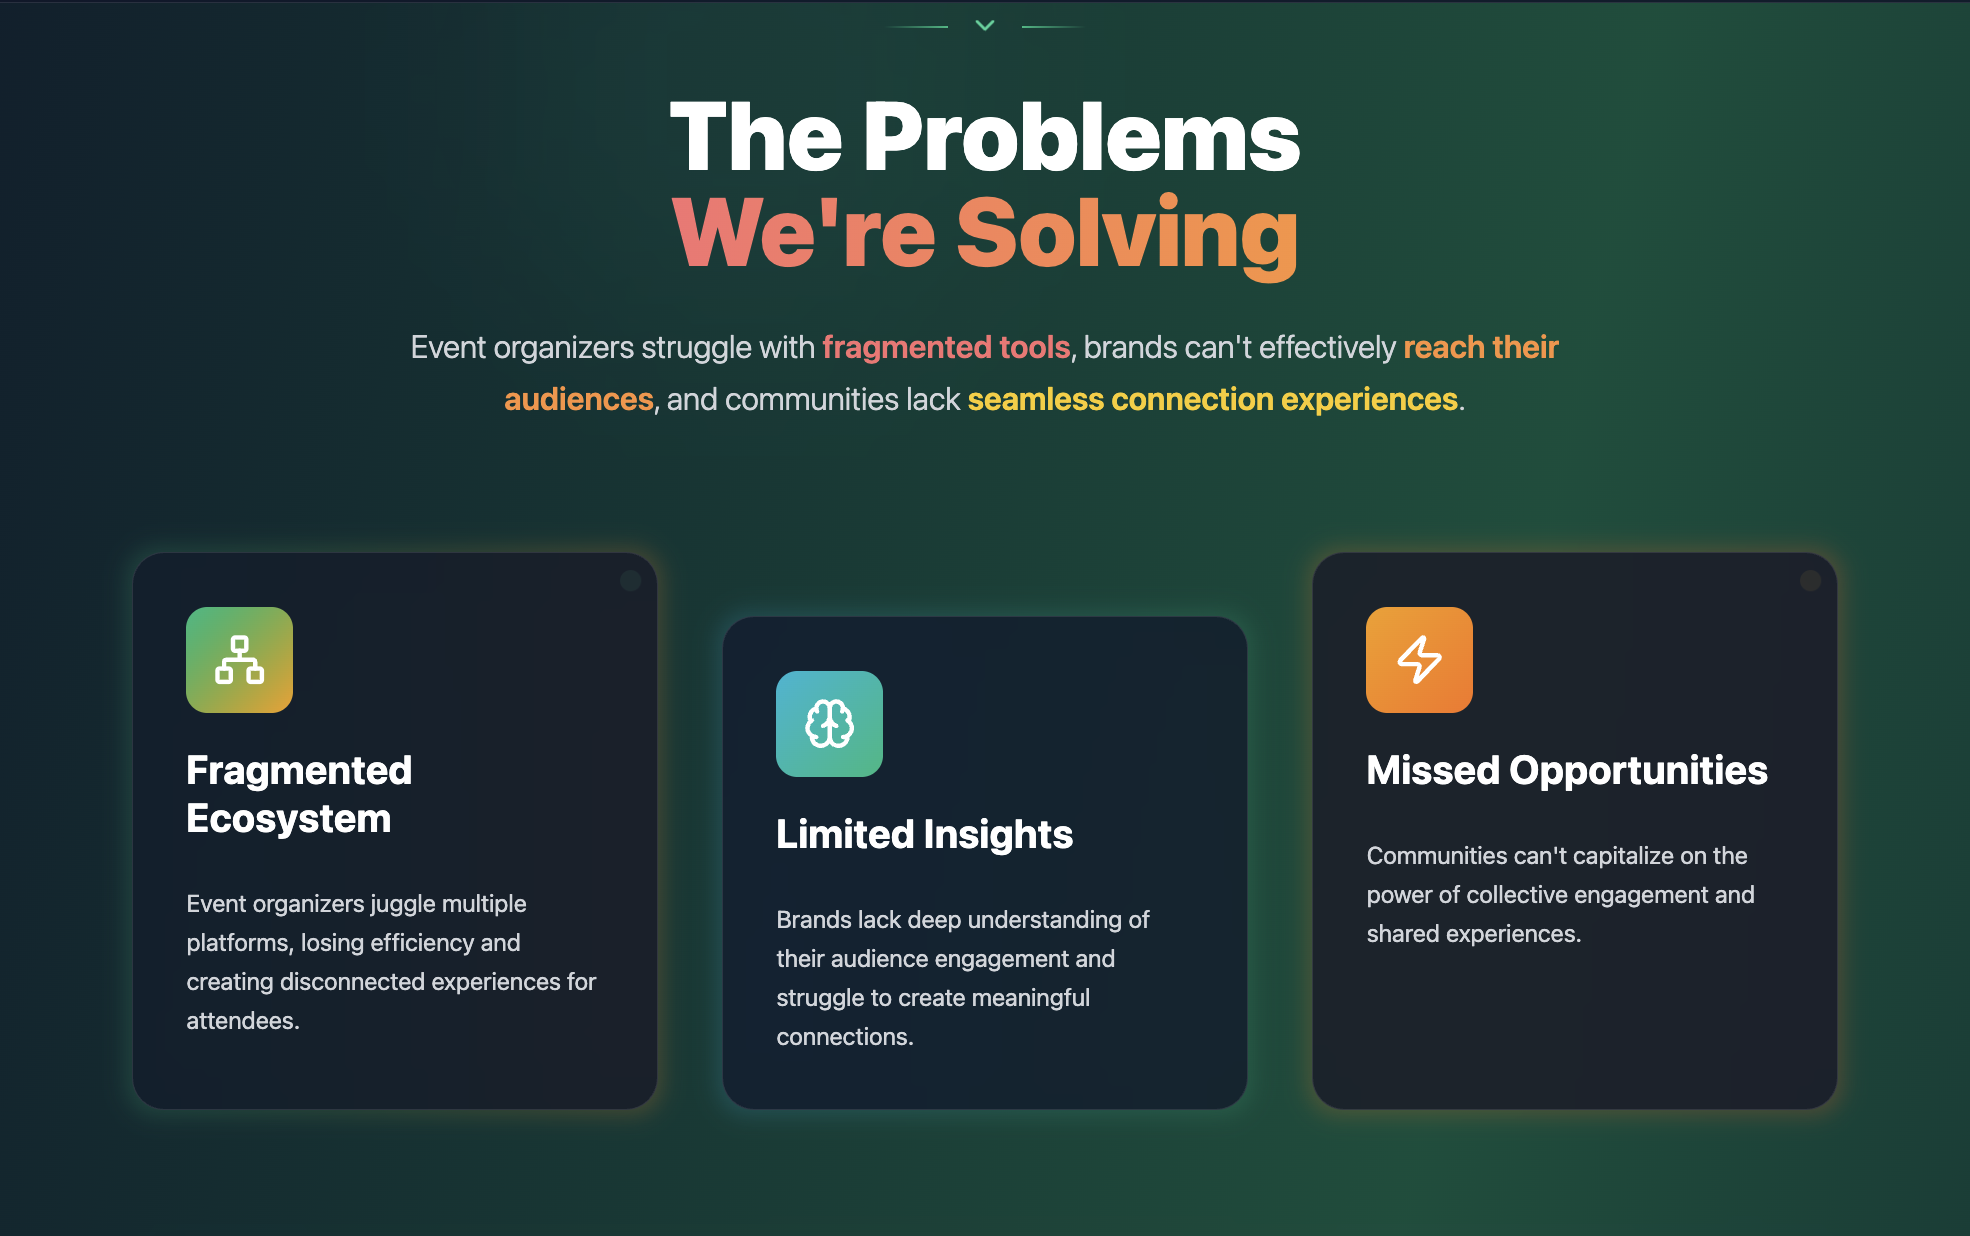 The Problems
We're Solving
Event organizers struggle with fragmented tools, brands can't effectively reach their
audiences, and communities lack seamless connection experiences.
Fragmented
Ecosystem
Event organizers juggle multiple
platforms, losing efficiency and
creating disconnected experiences for
attendees.
Limited Insights
Brands lack deep understanding of
their audience engagement and
struggle to create meaningful
connections.
Missed Opportunities
Communities can't capitalize on the
power of collective engagement and
shared experiences.